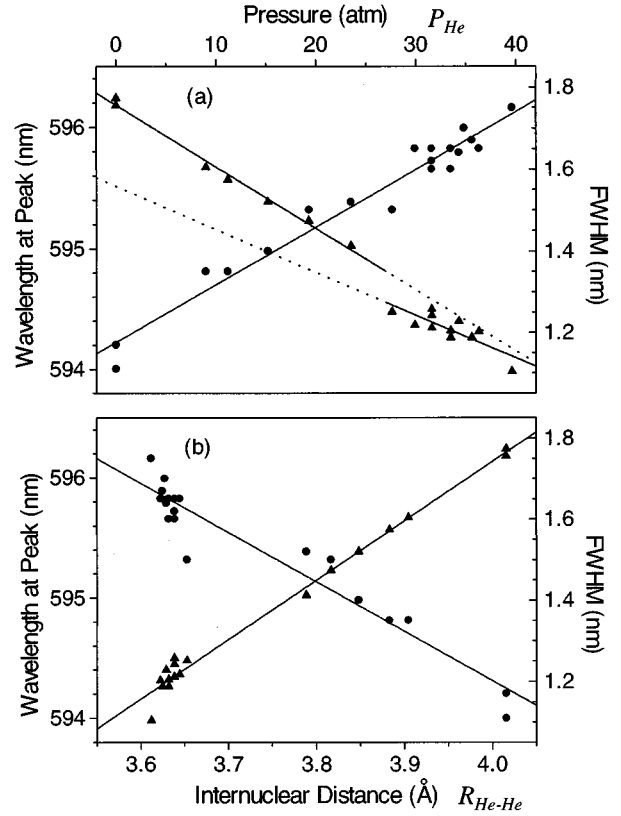 Pressure (atm) P_He
0 10 20 30 40
(a)
Wavelength at Peak (nm)
596
595
594
1.8
1.6
1.4
1.2
FWHM (nm)
(b)
Wavelength at Peak (nm)
596
595
594
1.8
1.6
1.4
1.2
FWHM (nm)
3.6 3.7 3.8 3.9 4.0
Internuclear Distance (Å) R_He-He